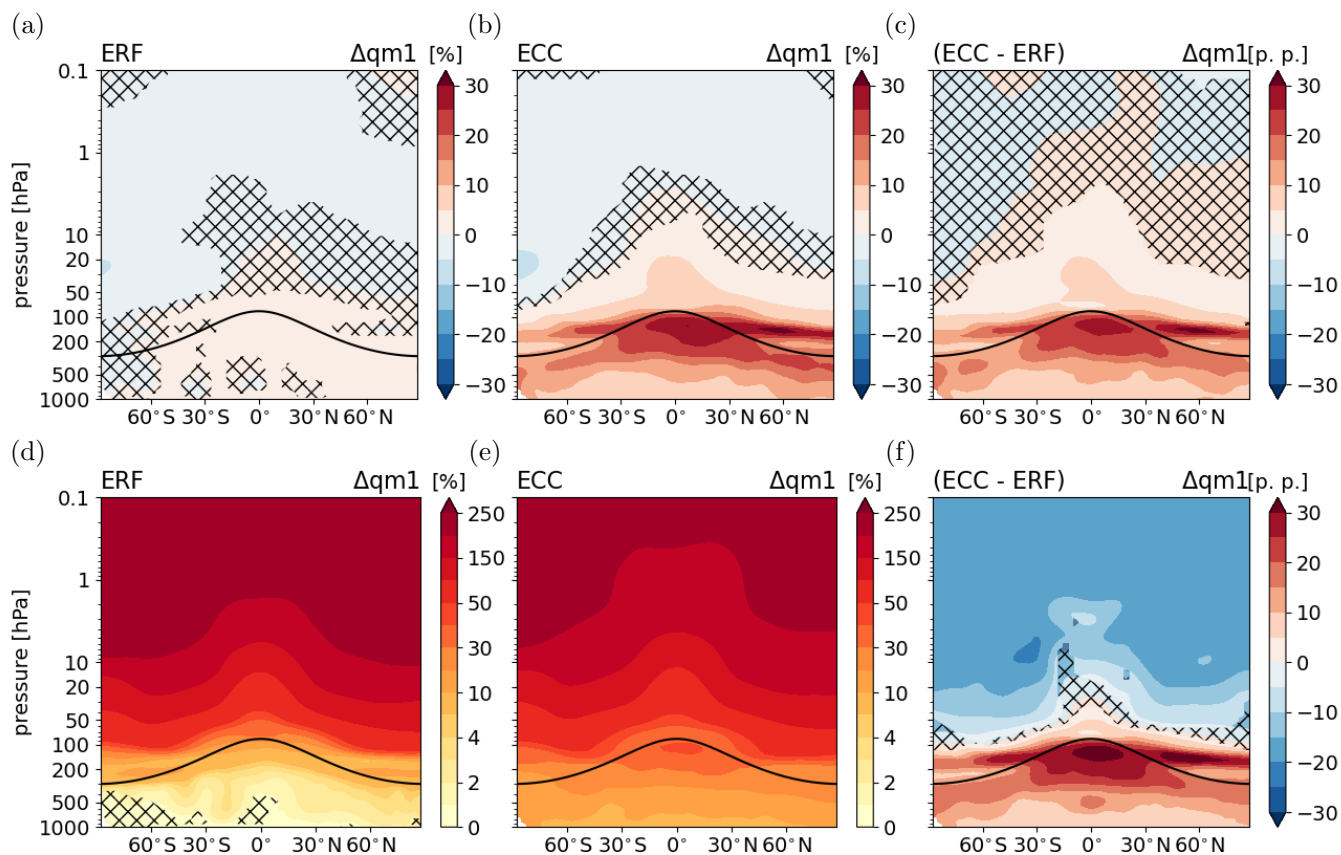 (a) (b) (c)
ERF Δqm1 [%] ECC Δqm1 [%] (ECC - ERF) Δqm1[p. p.]
0.1 30 30 30
20 20 20
1
10 10 10
pressure [hPa]
10 0 0 0
20
−10 −10 −10
50
100
−20 −20 −20
200
500 −30 −30 −30
1000
60°S 30°S 0° 30°N 60°N 60°S 30°S 0° 30°N 60°N 60°S 30°S 0° 30°N 60°N
(d) (e) (f)
ERF Δqm1 [%] ECC Δqm1 [%] (ECC - ERF) Δqm1[p. p.]
0.1 250 250 30
150 150 20
1
50 50 10
pressure [hPa]
10 30 30 0
20
10 10 −10
50
100 4 4
−20
200 2 2
500 −30
1000 0 0
60°S 30°S 0° 30°N 60°N 60°S 30°S 0° 30°N 60°N 60°S 30°S 0° 30°N 60°N